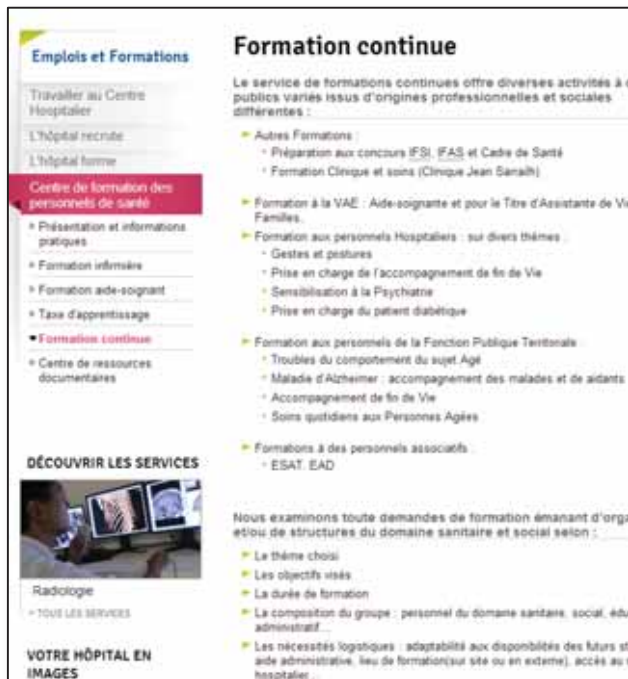 Emplois et Formations
Travailler au Centre
Hospitalier
L'hôpital recrute
L'hôpital forme
Centre de formation des
personnels de santé
Présentation et informations
pratiques
Formation infirmière
Formation aide-soignant
Taxe d'apprentissage
Formation continue
Centre de ressources
documentaires
DÉCOUVRIR LES SERVICES
Radiologie
TOUS LES SERVICES
VOTRE HÔPITAL EN
IMAGES
Formation continue
Le service de formations continues offre diverses activités à
publics variés issus d'origines professionnelles et sociales
différentes :
Autres Formations :
Préparation aux concours IFSI, IFAS et Cadre de Santé
Formation Clinique et soins (Clinique Jean Sarrailh)
Formation à la VAE : Aide-soignante et pour le Titre d'Assistante de Vie
Familles.
Formation aux personnels Hospitaliers : sur divers thèmes :
Gestes et postures
Prise en charge de l'accompagnement de fin de Vie
Sensibilisation à la Psychiatrie
Prise en charge du patient diabétique
Formation aux personnels de la Fonction Publique Territoriale
Troubles du comportement du sujet Agé
Maladie d'Alzheimer : accompagnement des malades et de aidants
Accompagnement de fin de Vie
Soins quotidiens aux Personnes Agées
Formations à des personnels associatifs :
ESAT, EAD
Nous examinons toute demandes de formation émanant d'orga
et/ou de structures du domaine sanitaire et social selon :
Le thème choisi
Les objectifs visés
La durée de formation
La composition du groupe : personnel du domaine sanitaire, social, édu
administratif...
Les nécessités logistiques : adaptabilité aux disponibilités des futurs st
aide administrative, lieu de formation(sur site ou en externe), accès au
hospitalier...